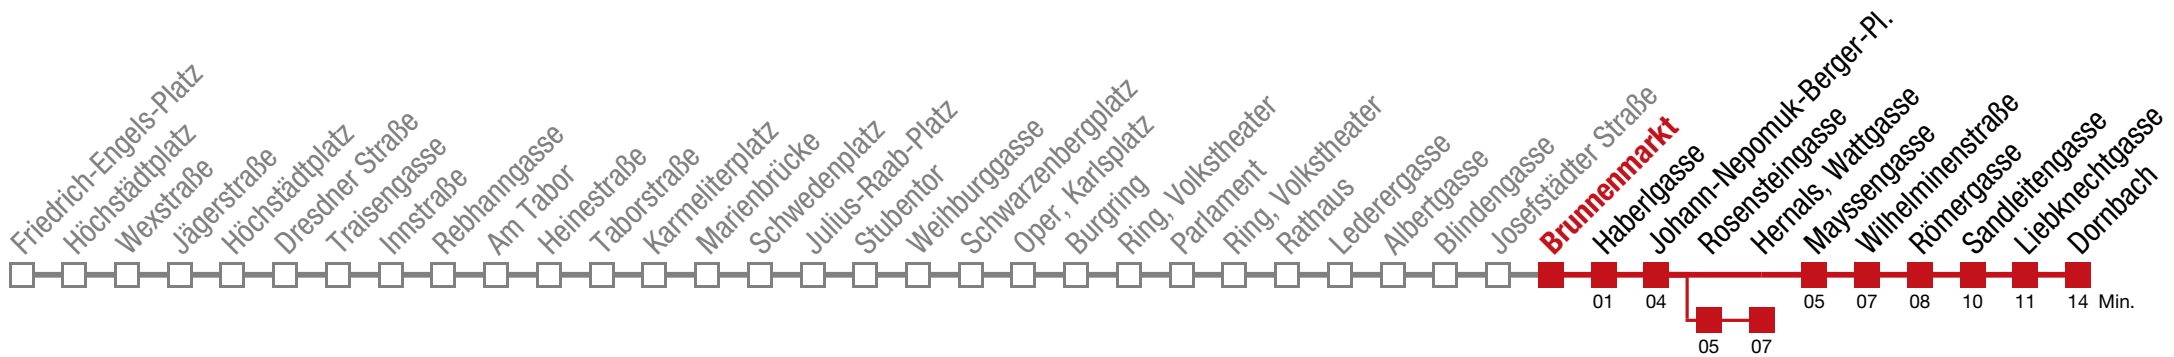 Friedrich-Engels-Platz
Höchstädtplatz
Wexstraße
Jägerstraße
Höchstädtplatz
Dresdner Straße
Traisengasse
Innstraße
Rebhanngasse
Am Tabor
Heinestraße
Taborstraße
Karmeliterplatz
Marienbrücke
Schwedenplatz
Julius-Raab-Platz
Stubentor
Weihburggasse
Schwarzenbergplatz
Oper, Karlsplatz
Burgring
Ring, Volkstheater
Parlament
Ring, Volkstheater
Rathaus
Lederergasse
Albertgasse
Blindengasse
Josefstädter Straße
Brunnenmarkt
Haberlgasse
Johann-Nepomuk-Berger-Pl.
Rosensteingasse
Hernals, Wattgasse
Mayssengasse
Wilhelminenstraße
Römergasse
Sandleitengasse
Liebknechtgasse
Dornbach
01 04 05 07 08 10 11 14 Min.
05 07